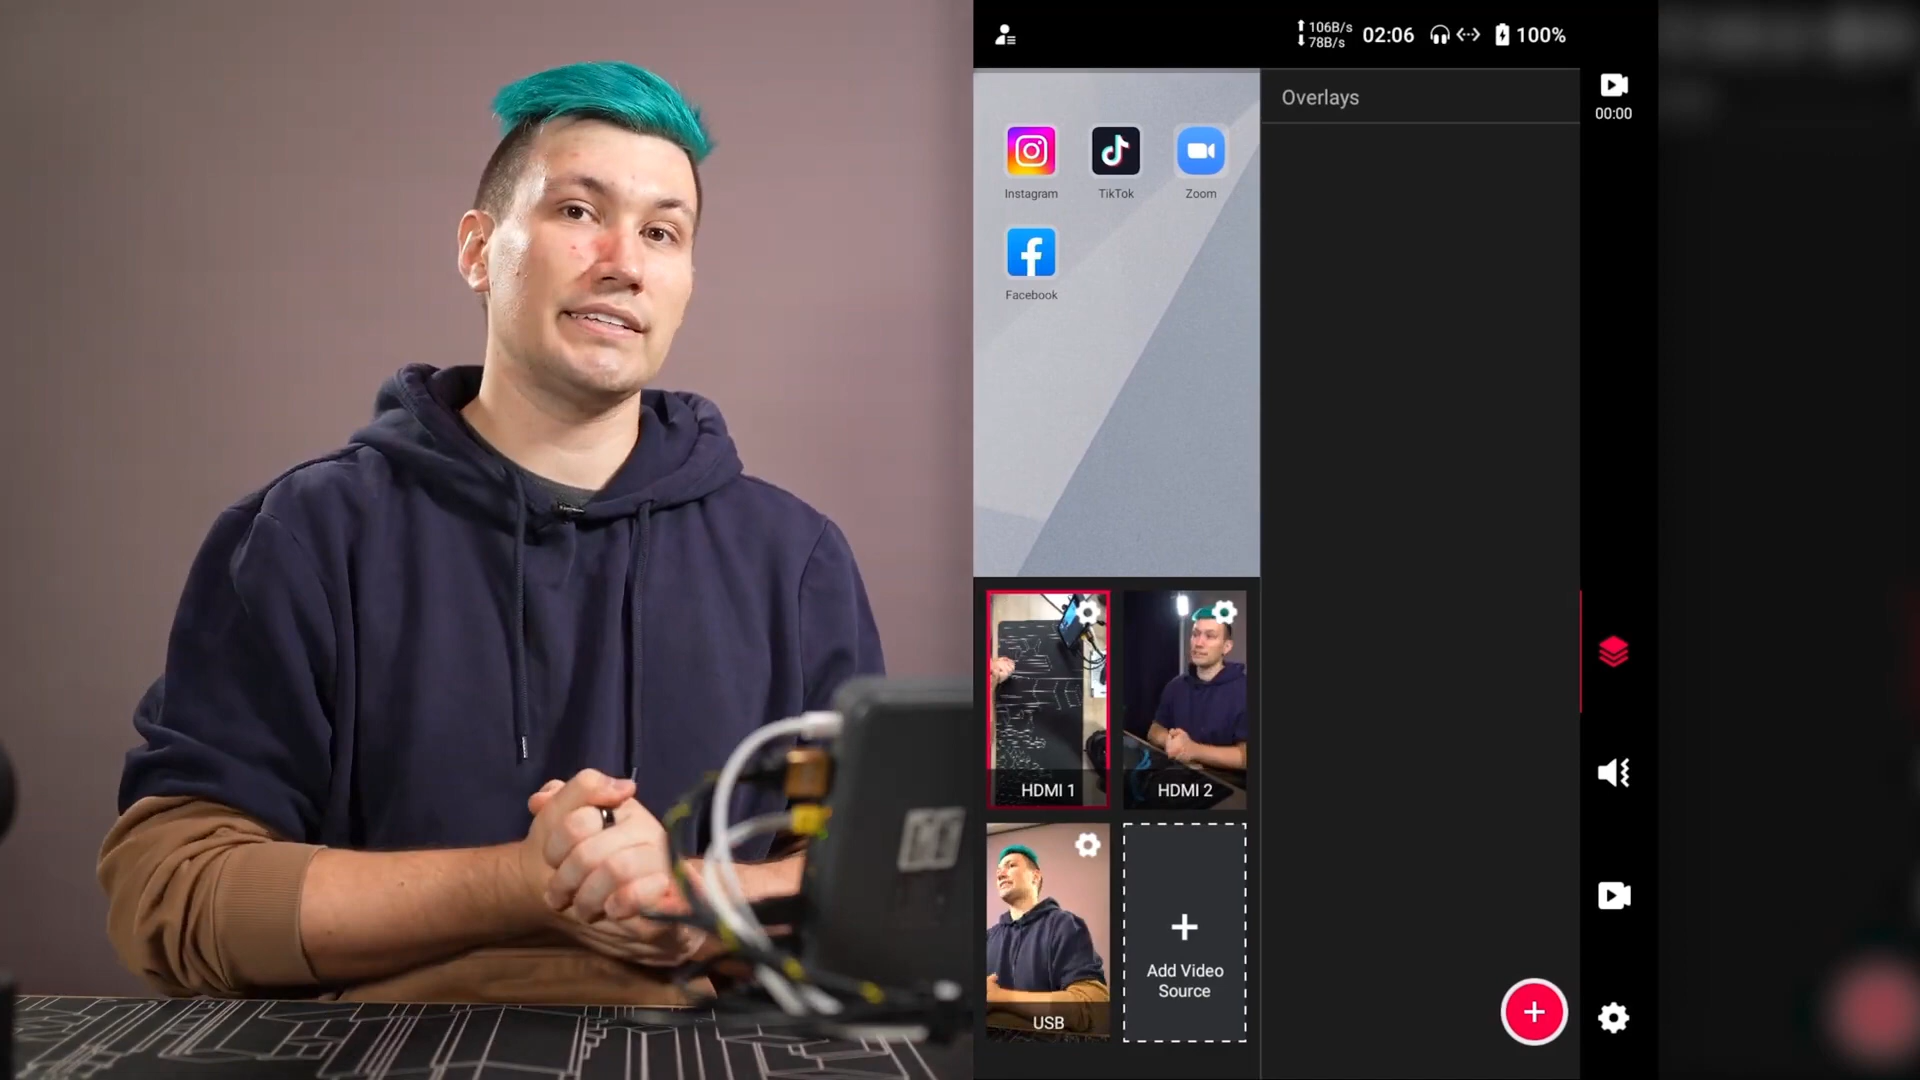 106B/s
78B/s
02:06
100%
00:00
Overlays
Instagram
TikTok
Zoom
Facebook
HDMI 1
HDMI 2
USB
Add Video
Source